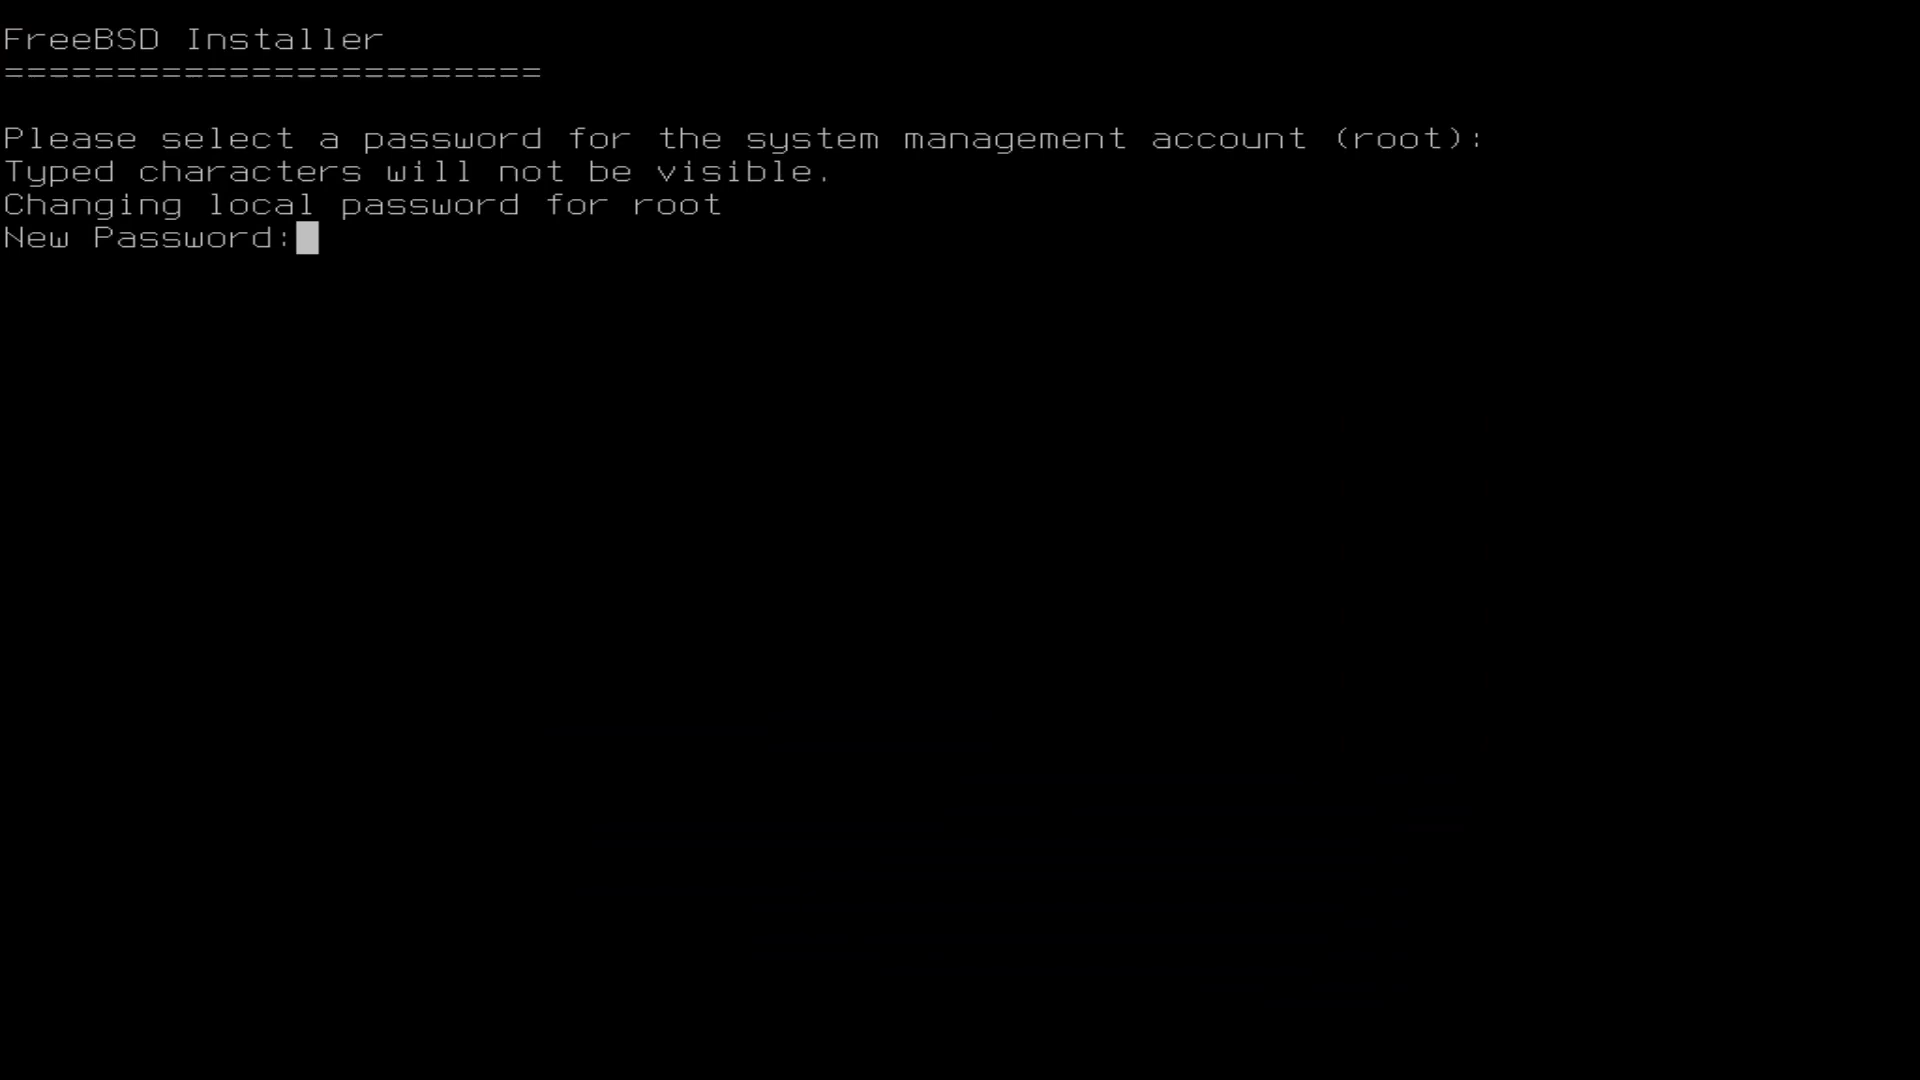 FreeBSD Installer
========================
Please select a password for the system management account (root):
Typed characters will not be visible.
Changing local password for root
New Password: